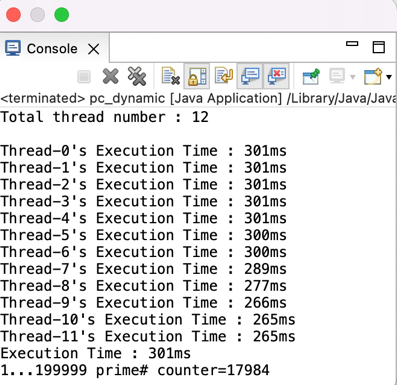 Console
<terminated> pc_dynamic [Java Application] /Library/Java/Java
Total thread number : 12
Thread-0's Execution Time : 301ms
Thread-1's Execution Time : 301ms
Thread-2's Execution Time : 301ms
Thread-3's Execution Time : 301ms
Thread-4's Execution Time : 301ms
Thread-5's Execution Time : 300ms
Thread-6's Execution Time : 300ms
Thread-7's Execution Time : 289ms
Thread-8's Execution Time : 277ms
Thread-9's Execution Time : 266ms
Thread-10's Execution Time : 265ms
Thread-11's Execution Time : 265ms
Execution Time : 301ms
1...199999 prime# counter=17984